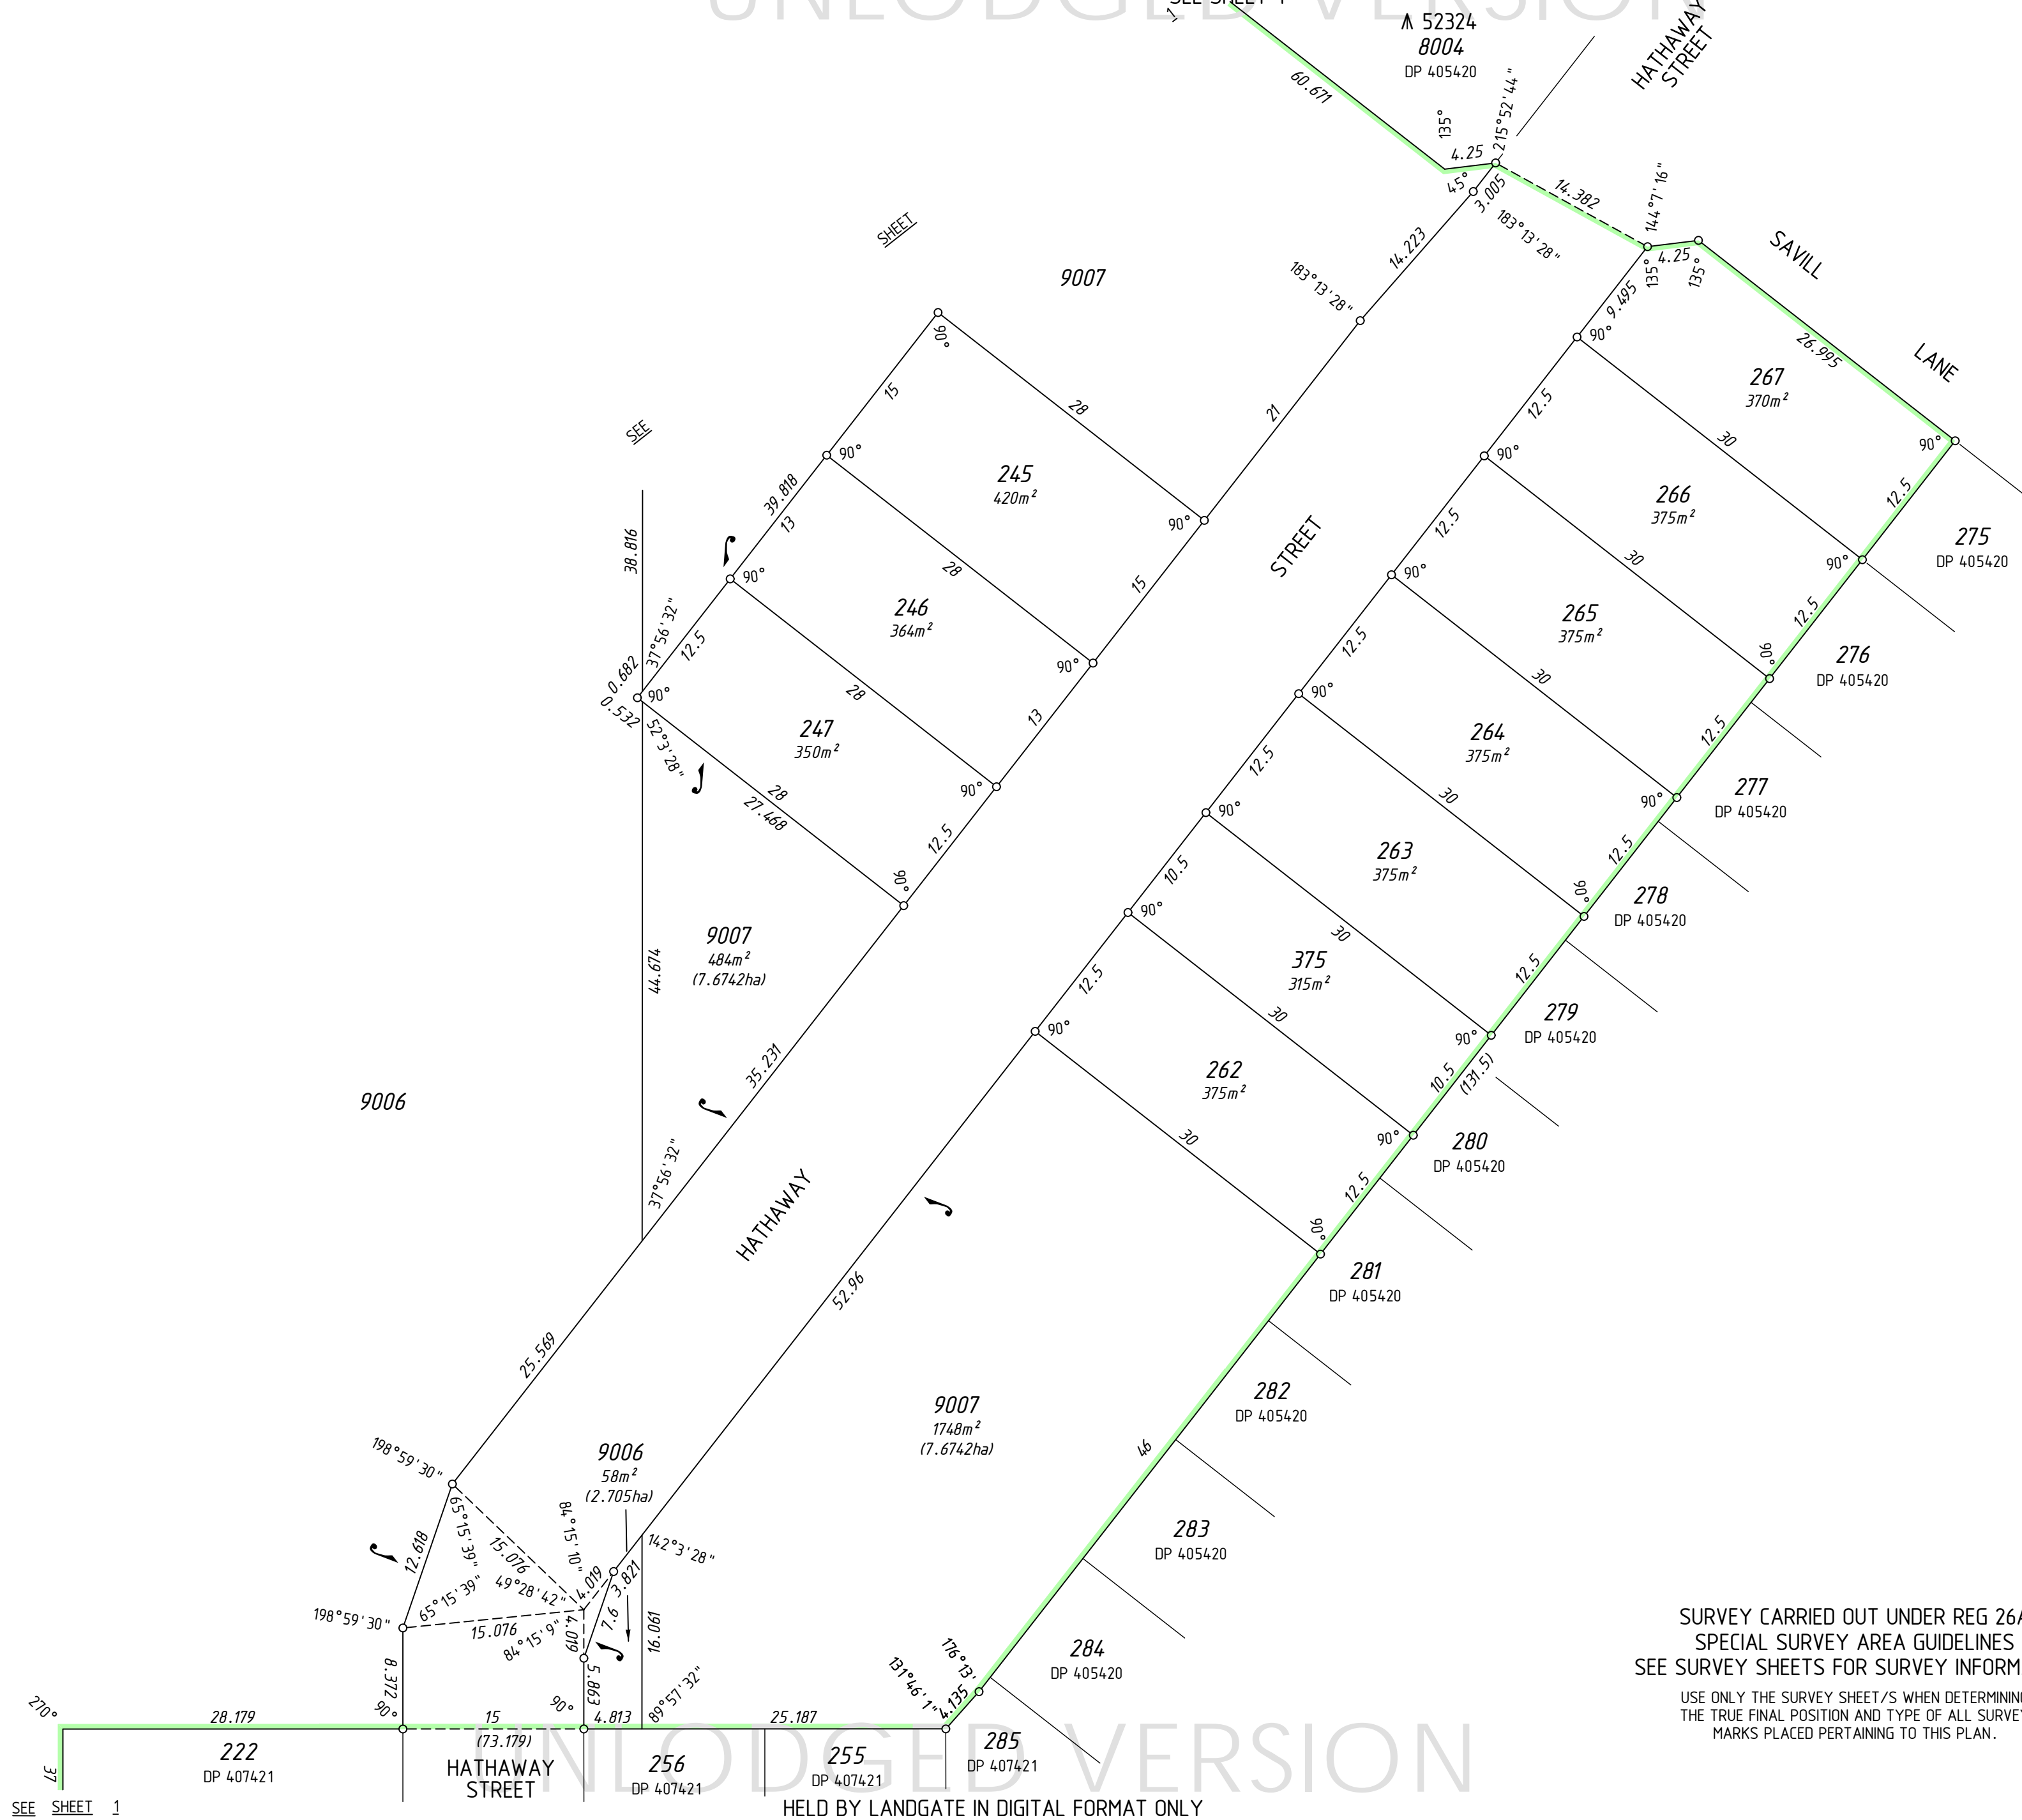 UNLODGED VERSION
SEE SHEET 1
1
52324
8004
DP 405420
HATHAWAY
STREET
60.671
135°
4.25
215°52'44"
45°
3.005
14.382
144°7'16"
183°13'28"
14.223
183°13'28"
135°
4.25
135°
SAVILL
LANE
9.495
26.995
SHEET
9007
SEE
90°
15
28
21
245
420m²
90°
90°
39.818
13
28
15
38.816
90°
246
364m²
90°
37°56'32"
12.5
28
13
0.682
90°
0.532
52°3'28"
247
350m²
90°
28
27.468
12.5
90°
STREET
90°
267
370m²
90°
12.5
30
12.5
90°
266
375m²
90°
275
DP 405420
12.5
30
12.5
90°
265
375m²
90°
276
DP 405420
12.5
30
12.5
90°
264
375m²
90°
277
DP 405420
12.5
30
12.5
90°
263
375m²
90°
278
DP 405420
10.5
30
12.5
90°
375
315m²
90°
279
DP 405420
12.5
30
10.5
(131.5)
90°
262
375m²
90°
280
DP 405420
30
12.5
90°
281
DP 405420
9007
484m²
(7.6742ha)
44.674
35.231
37°56'32"
9006
HATHAWAY
52.96
25.569
9007
1748m²
(7.6742ha)
46
282
DP 405420
283
DP 405420
284
DP 405420
9006
58m²
(2.705ha)
198°59'30"
65°15'39"
12.618
15.076
84°15'10"
49°28'42"
4.019
3.821
142°3'28"
65°15'39"
198°59'30"
15.076
84°15'9"
4.019
7.6
16.061
8.372
5.863
90°
90°
89°57'32"
176°13'
131°46'1"
4.135
270°
28.179
15
(73.179)
4.813
25.187
37
222
DP 407421
HATHAWAY
STREET
256
DP 407421
255
DP 407421
285
DP 407421
SURVEY CARRIED OUT UNDER REG 26A
SPECIAL SURVEY AREA GUIDELINES
SEE SURVEY SHEETS FOR SURVEY INFORM
USE ONLY THE SURVEY SHEET/S WHEN DETERMINING
THE TRUE FINAL POSITION AND TYPE OF ALL SURVEY
MARKS PLACED PERTAINING TO THIS PLAN.
UNLODGED VERSION
SEE SHEET 1
HELD BY LANDGATE IN DIGITAL FORMAT ONLY